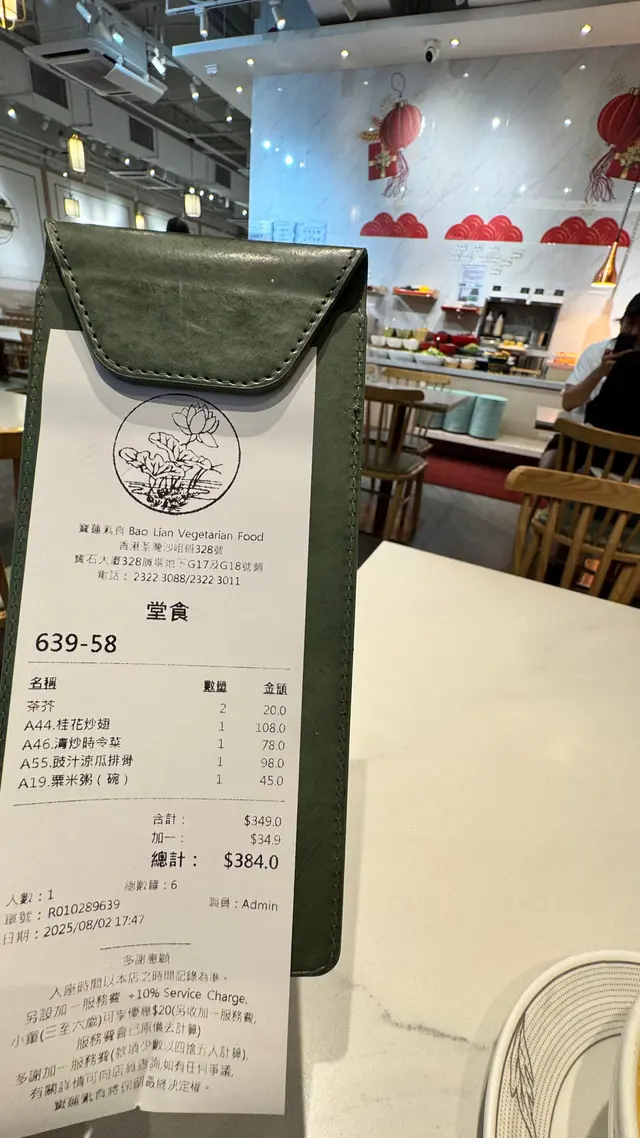 寶蓮素食 Bao Lian Vegetarian Food
香港荃灣沙咀道328號
寶石大廈328廣場地下G17及G18號鋪
電話：2322 3088/2322 3011
堂食
639-58
名稱 數量 金額
茶芥 2 20.0
A44.桂花炒翅 1 108.0
A46.清炒時令菜 1 78.0
A55.豉汁涼瓜排骨 1 98.0
A19.粟米粥（碗） 1 45.0
合計： $349.0
加一： $34.9
總計： $384.0
總數量：6
人數：1
單號：R010289639 職員：Admin
日期：2025/08/02 17:47
多謝惠顧
入座時間以本店之時間記錄為準。
另設加一服務費 +10% Service Charge,
小童(三至六歲)可享優惠$20(另收加一服務費,
服務費會已原價去計算)
多謝加一服務費(款項少數以四捨五入計算),
有關詳情可向店員查詢,如有任何爭議,
寶蓮素食將保留最終決定權。